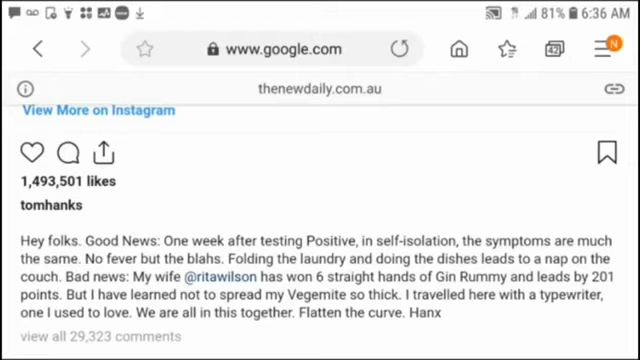 81% 6:36 AM
www.google.com
42
N
thenewdaily.com.au
View More on Instagram
1,493,501 likes
tomhanks
Hey folks. Good News: One week after testing Positive, in self-isolation, the symptoms are much
the same. No fever but the blahs. Folding the laundry and doing the dishes leads to a nap on the
couch. Bad news: My wife @ritawilson has won 6 straight hands of Gin Rummy and leads by 201
points. But I have learned not to spread my Vegemite so thick. I travelled here with a typewriter,
one I used to love. We are all in this together. Flatten the curve. Hanx
view all 29,323 comments